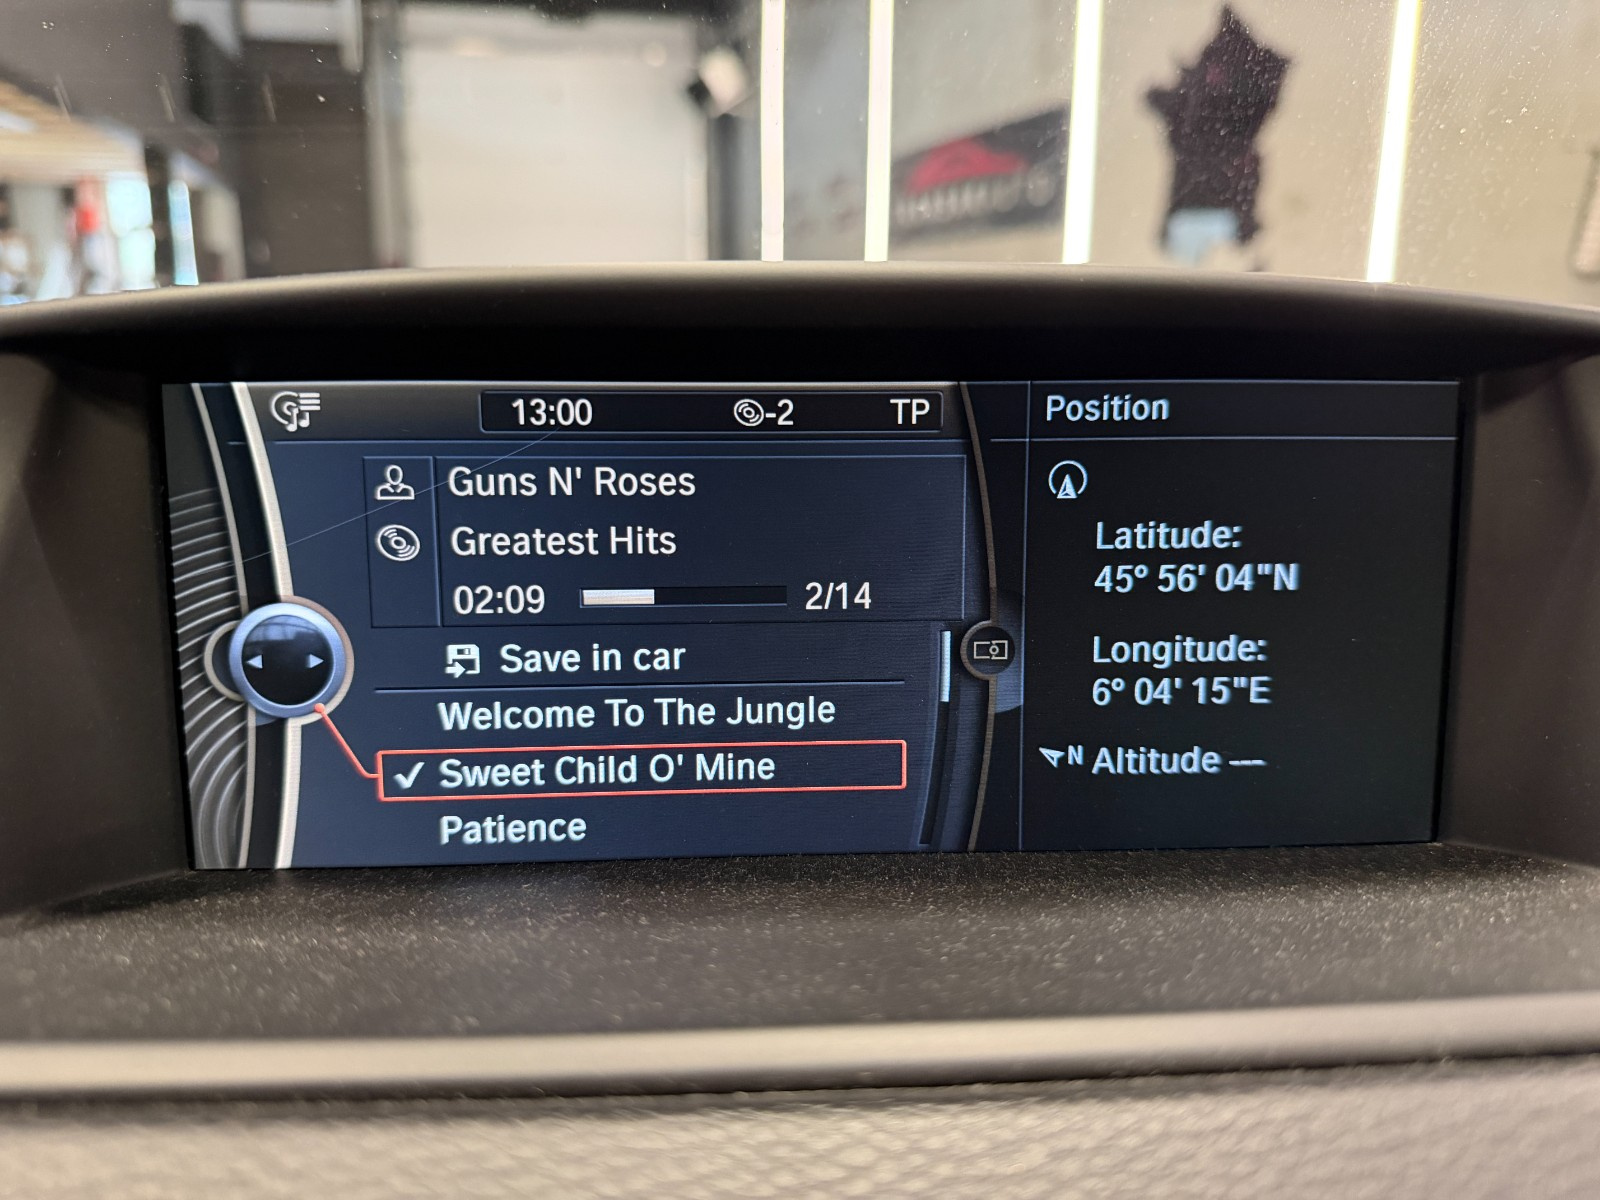 13:00 -2 TP
Guns N' Roses
Greatest Hits
02:09 2/14
Save in car
Welcome To The Jungle
✓ Sweet Child O' Mine
Patience
Position
Latitude:
45° 56' 04"N
Longitude:
6° 04' 15"E
N Altitude ---